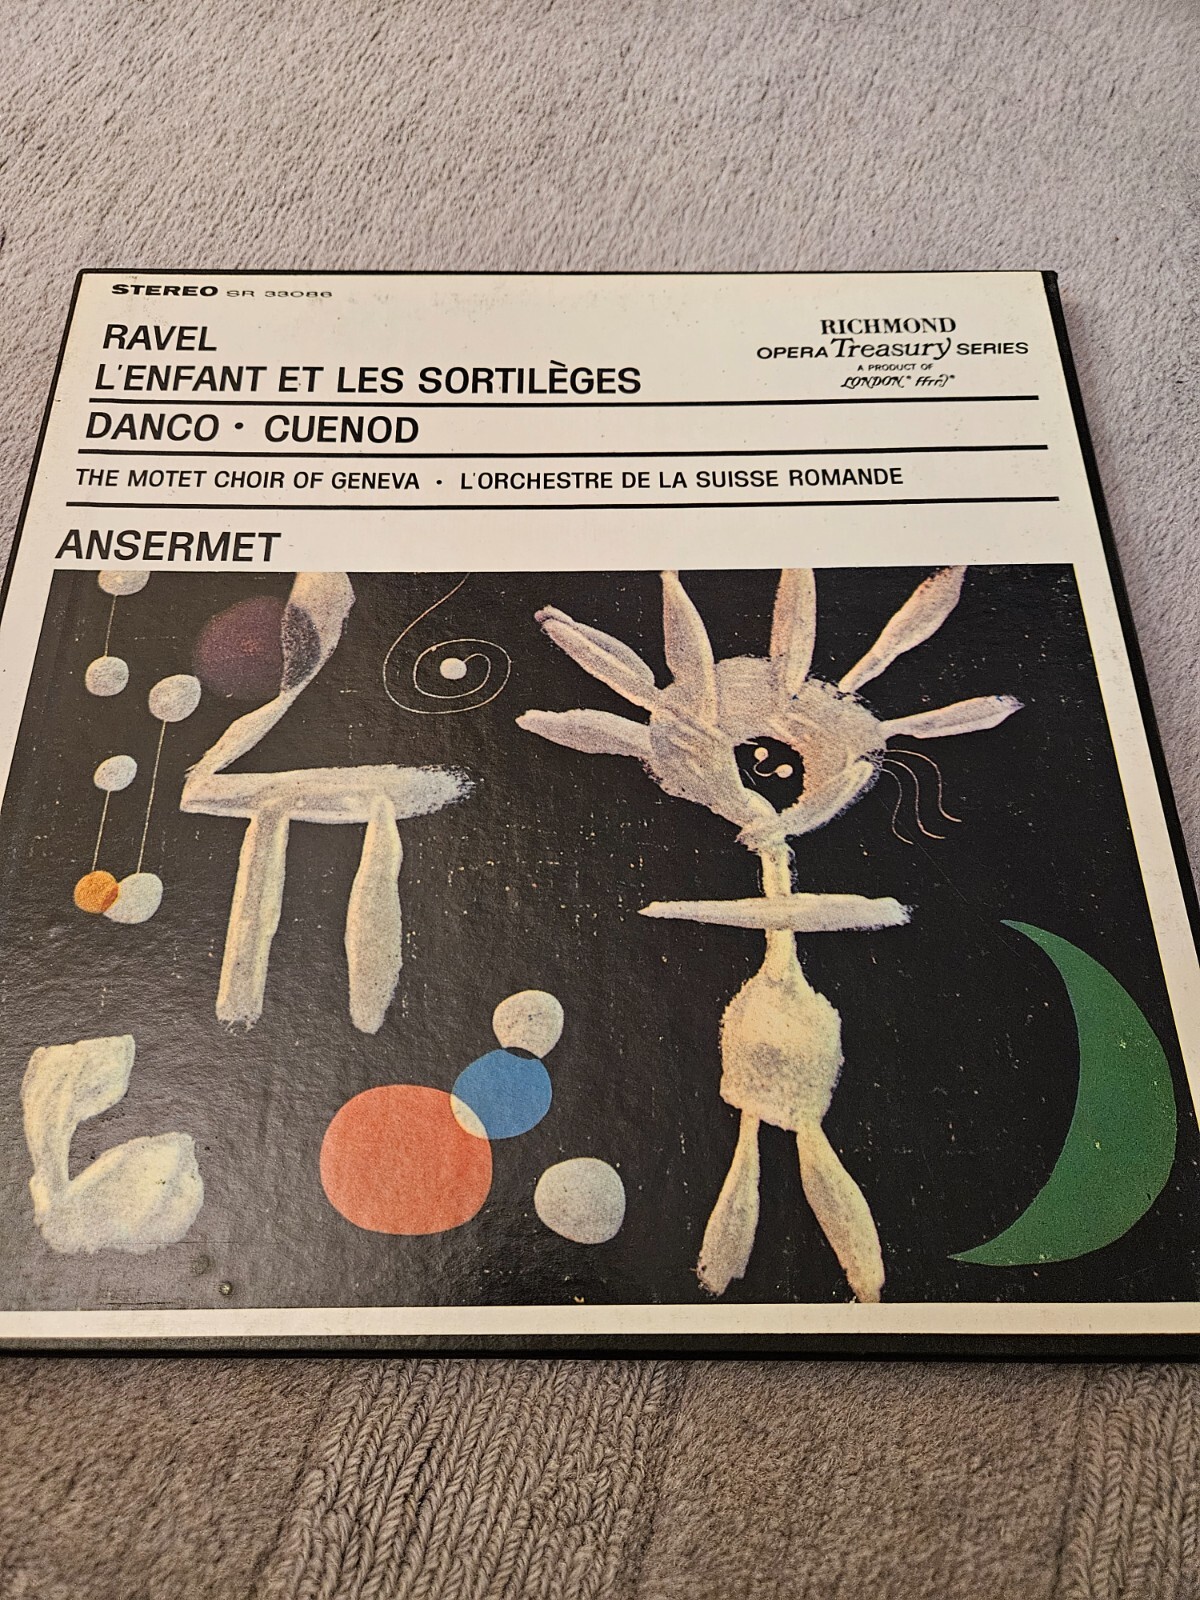 STEREO SR 33086
RAVEL
L'ENFANT ET LES SORTILÈGES
RICHMOND
OPERA Treasury SERIES
A PRODUCT OF
LONDON® ffrr®
DANCO · CUENOD
THE MOTET CHOIR OF GENEVA · L'ORCHESTRE DE LA SUISSE ROMANDE
ANSERMET